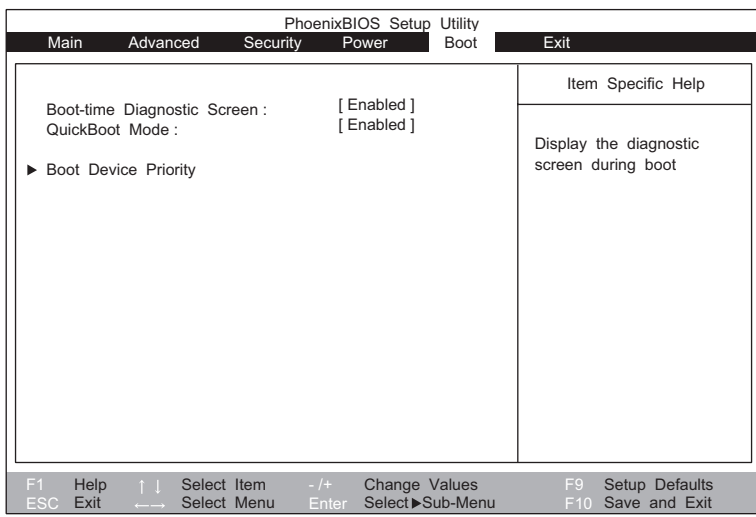 PhoenixBIOS Setup Utility
Main Advanced Security Power Boot Exit
Boot-time Diagnostic Screen : [ Enabled ]
QuickBoot Mode : [ Enabled ]
▶ Boot Device Priority
Item Specific Help
Display the diagnostic
screen during boot
F1 Help ↑ ↓ Select Item - /+ Change Values F9 Setup Defaults
ESC Exit ←→ Select Menu Enter Select▶Sub-Menu F10 Save and Exit